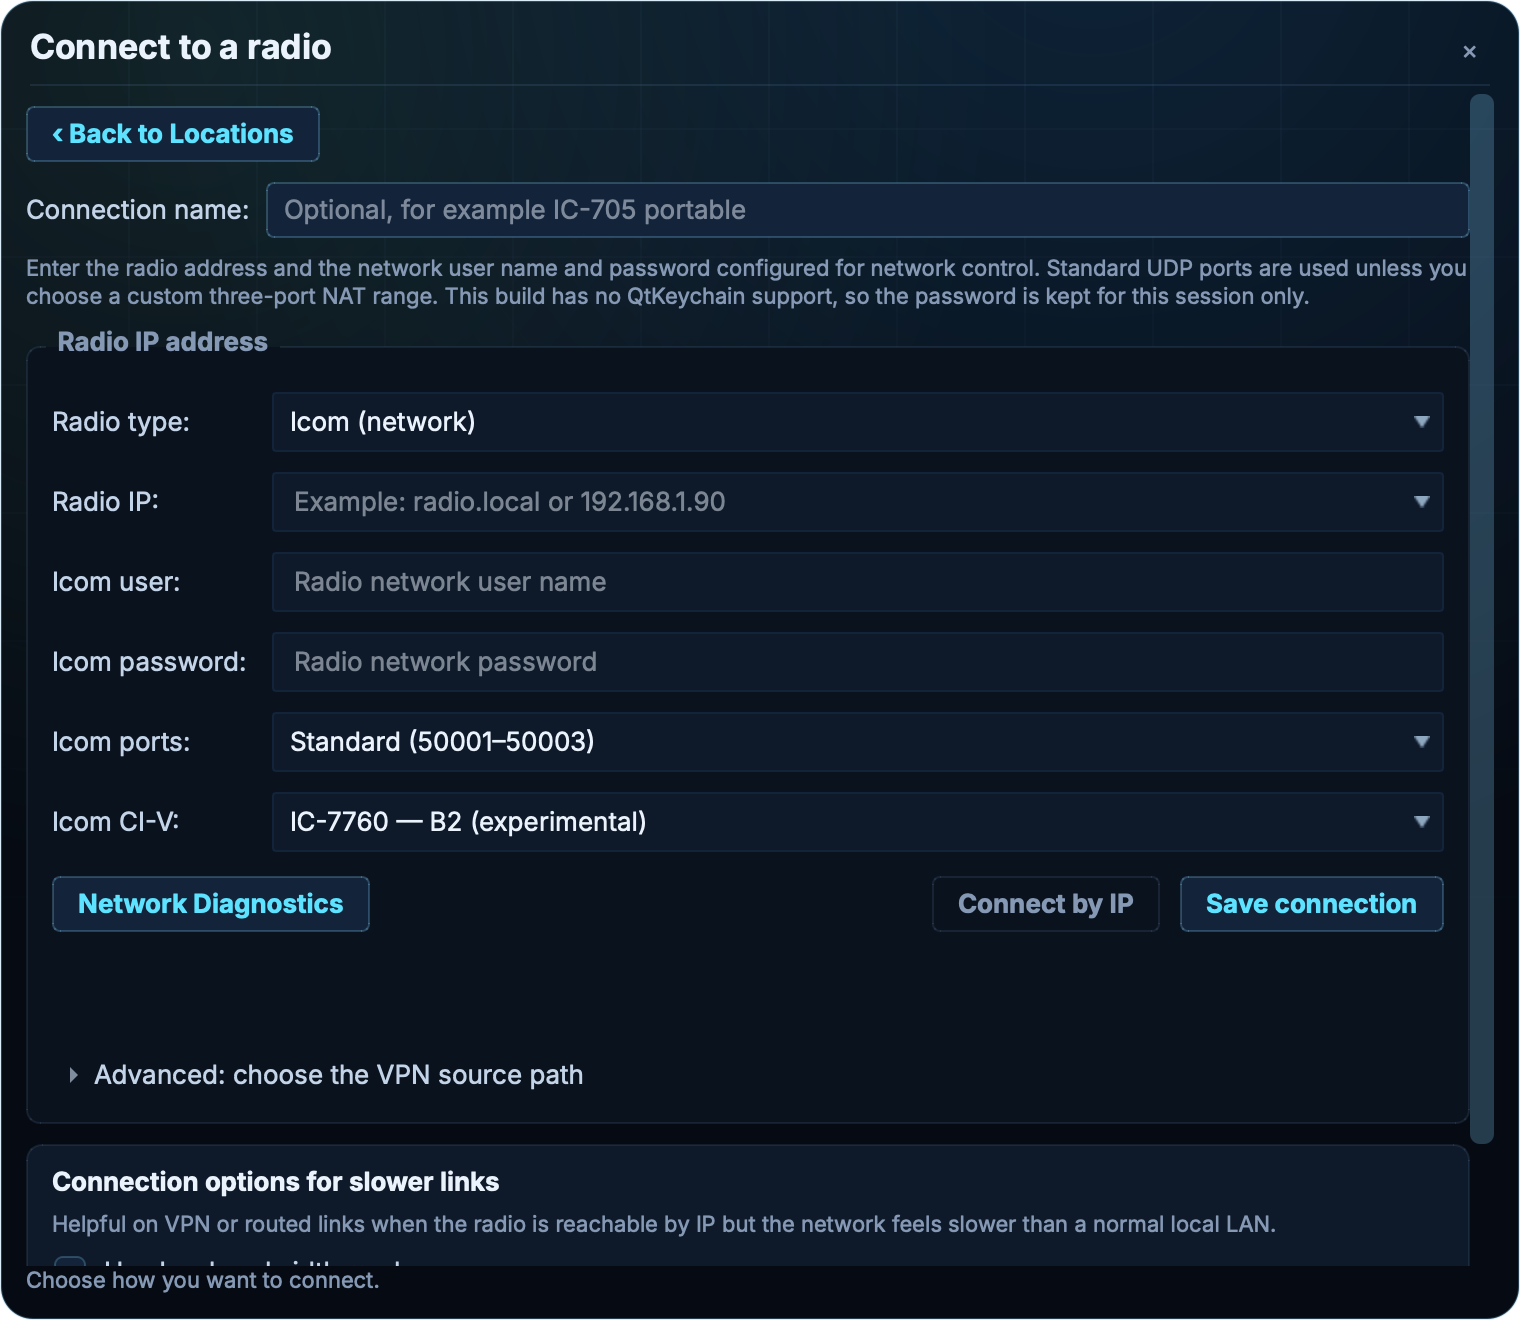 Connect to a radio
×
‹ Back to Locations
Connection name:
Optional, for example IC-705 portable
Enter the radio address and the network user name and password configured for network control. Standard UDP ports are used unless you
choose a custom three-port NAT range. This build has no QtKeychain support, so the password is kept for this session only.
Radio IP address
Radio type:
Icom (network)
Radio IP:
Example: radio.local or 192.168.1.90
Icom user:
Radio network user name
Icom password:
Radio network password
Icom ports:
Standard (50001–50003)
Icom CI-V:
IC-7760 — B2 (experimental)
Network Diagnostics
Connect by IP
Save connection
Advanced: choose the VPN source path
Connection options for slower links
Helpful on VPN or routed links when the radio is reachable by IP but the network feels slower than a normal local LAN.
Choose how you want to connect.